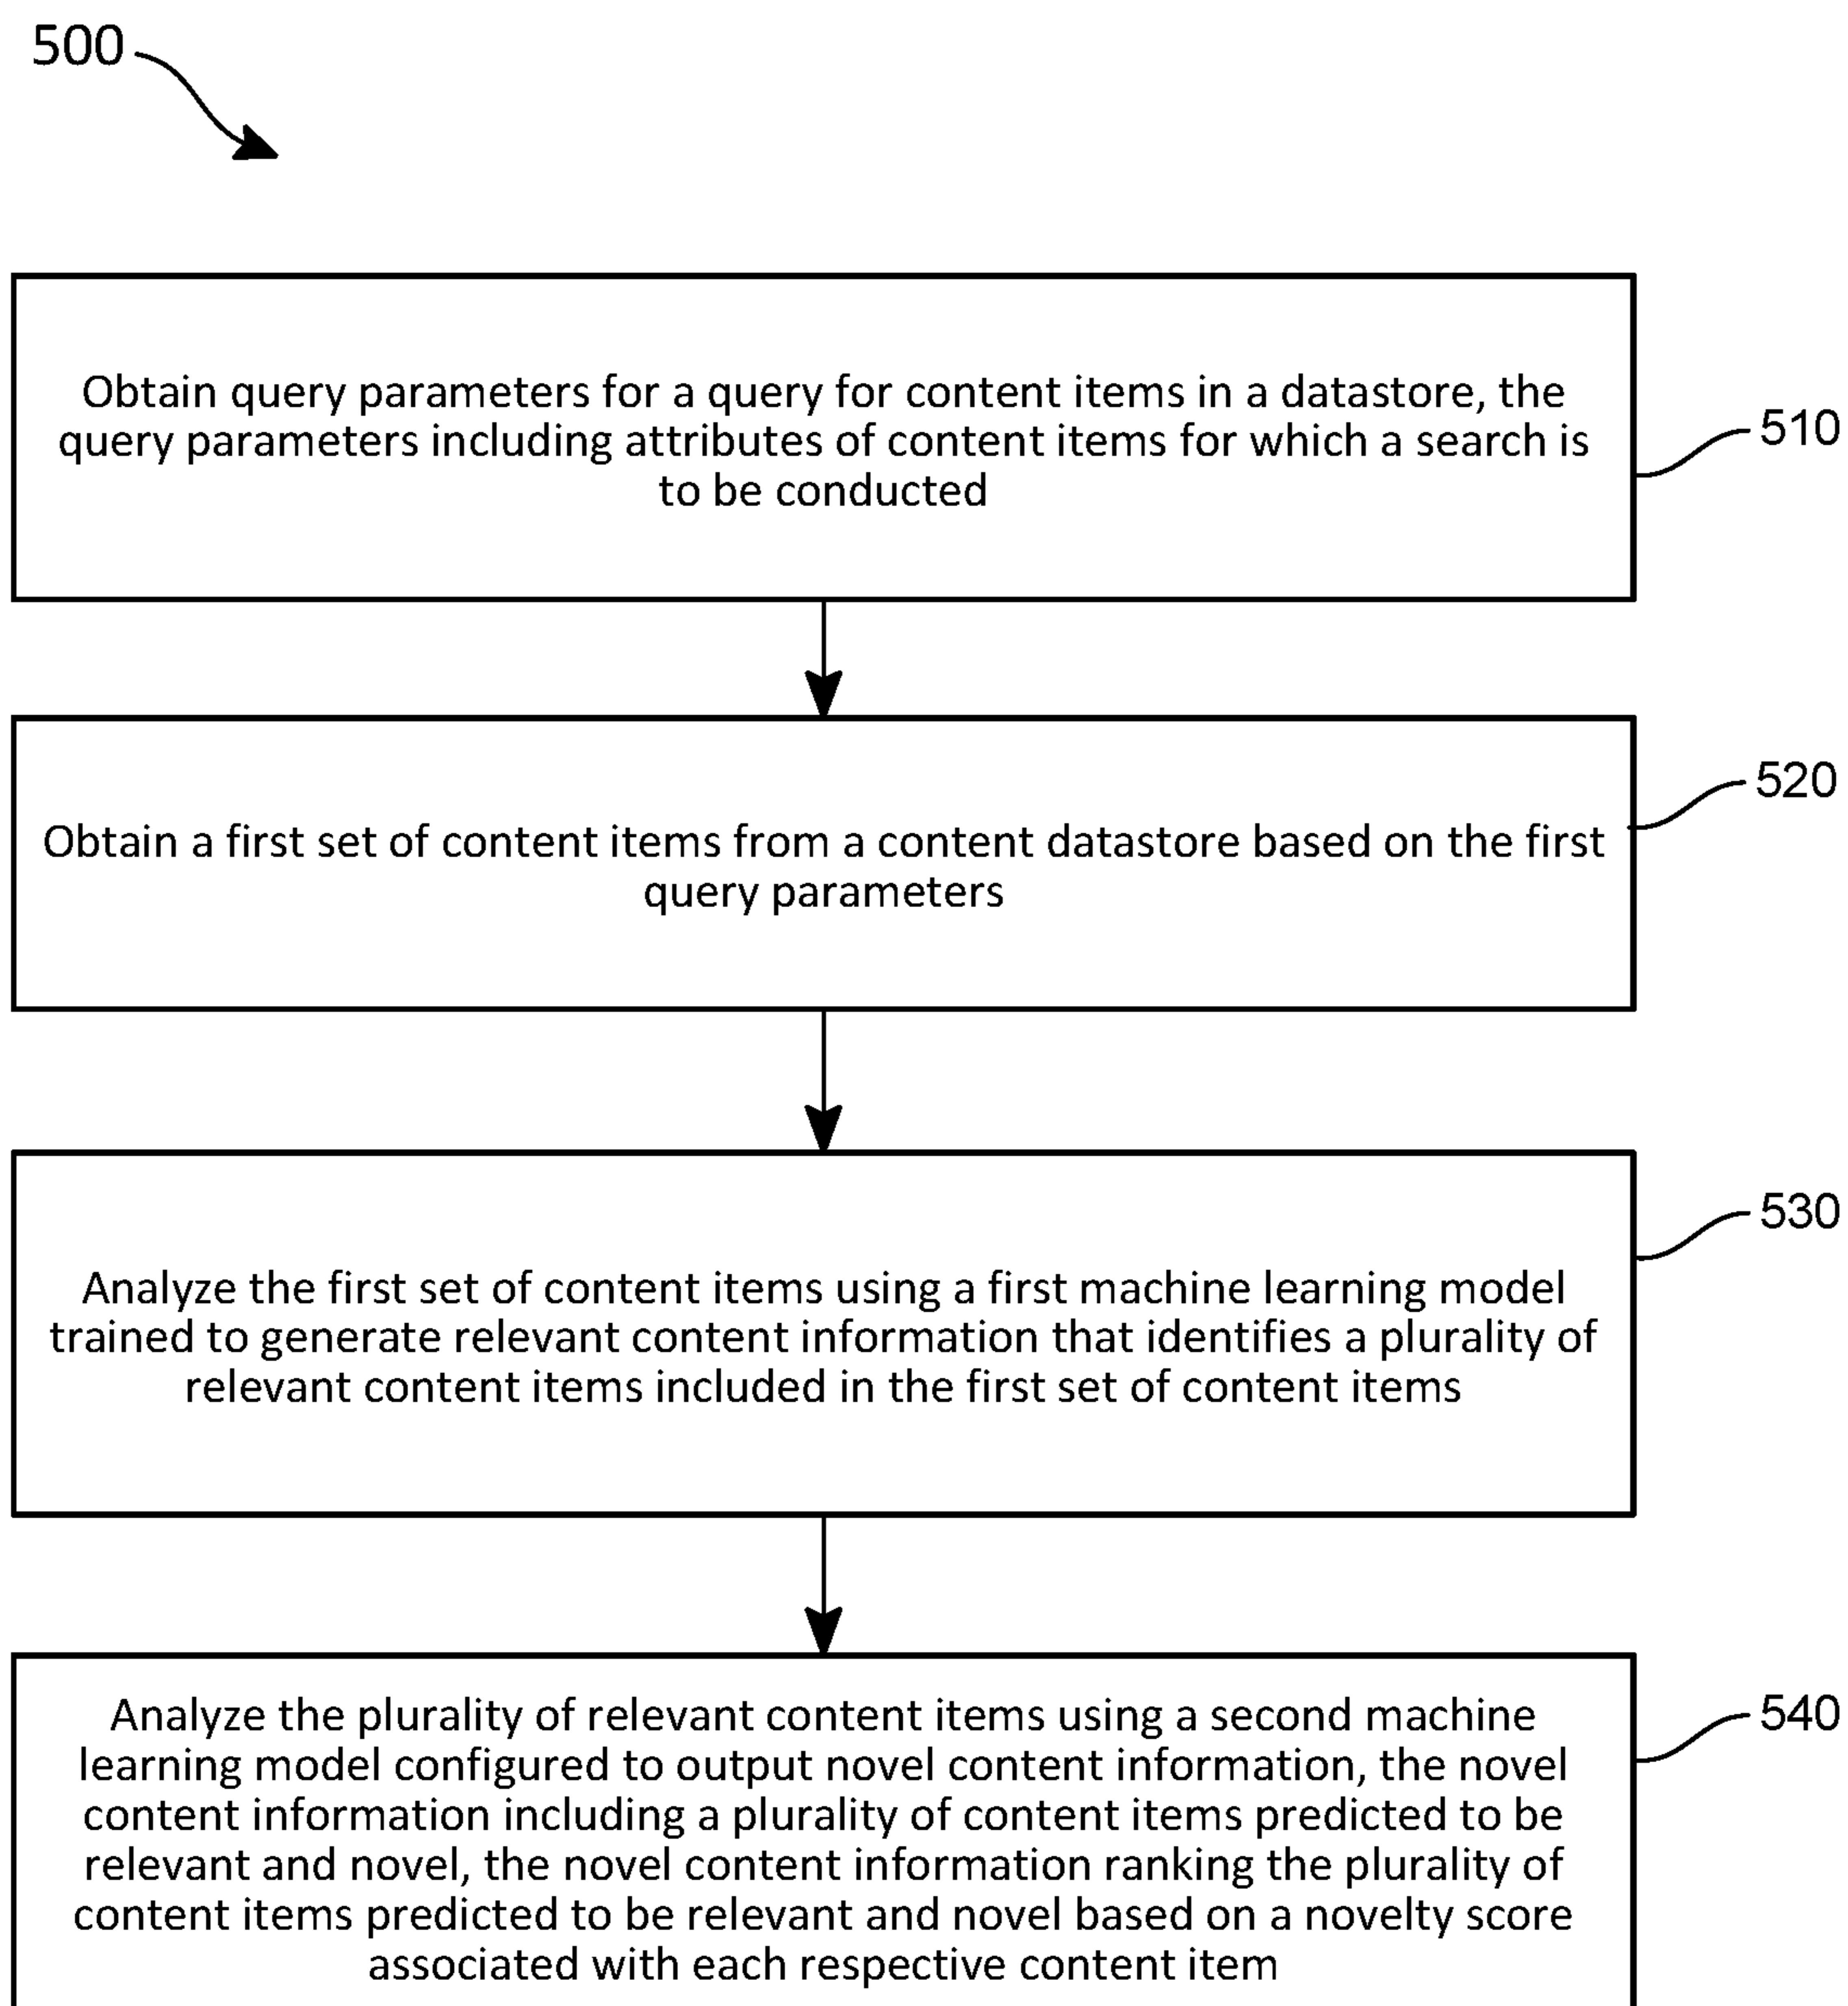 500
Obtain query parameters for a query for content items in a datastore, the
query parameters including attributes of content items for which a search is
to be conducted
510
Obtain a first set of content items from a content datastore based on the first
query parameters
520
Analyze the first set of content items using a first machine learning model
trained to generate relevant content information that identifies a plurality of
relevant content items included in the first set of content items
530
Analyze the plurality of relevant content items using a second machine
learning model configured to output novel content information, the novel
content information including a plurality of content items predicted to be
relevant and novel, the novel content information ranking the plurality of
content items predicted to be relevant and novel based on a novelty score
associated with each respective content item
540